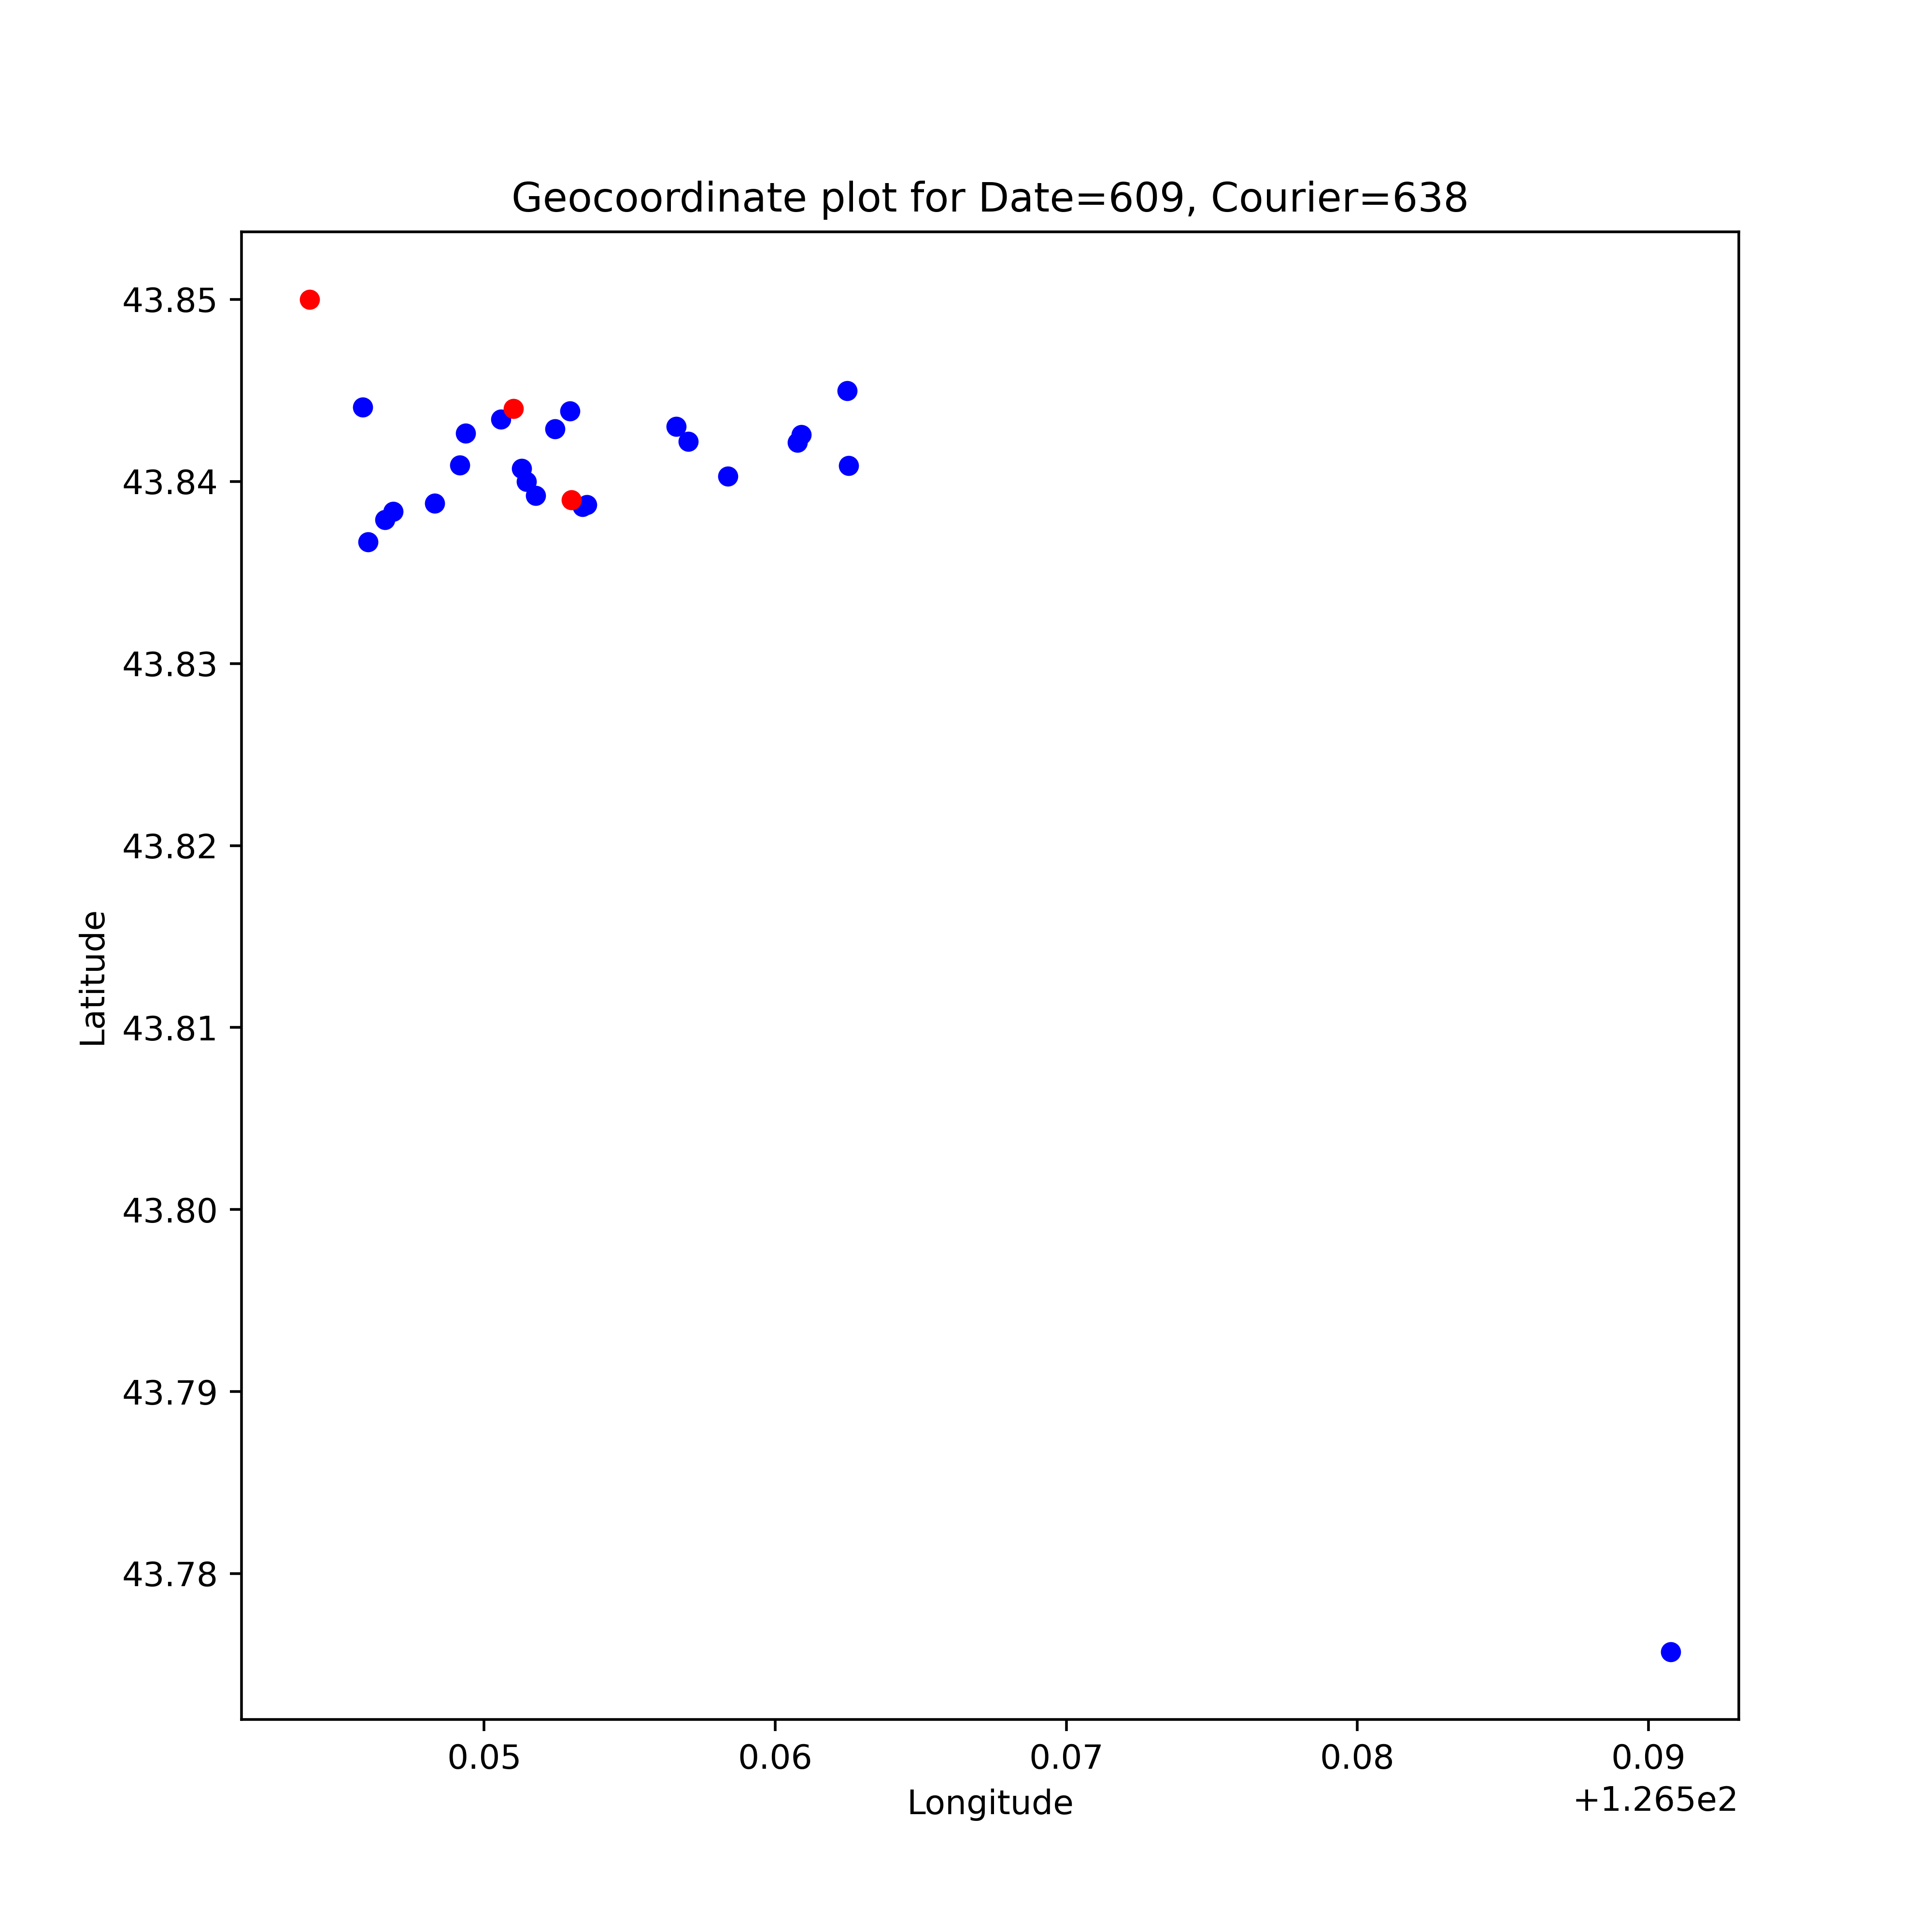 Geocoordinate plot for Date=609, Courier=638
43.85
43.84
43.83
43.82
43.81
43.80
43.79
43.78
Latitude
0.05 0.06 0.07 0.08 0.09
+1.265e2
Longitude